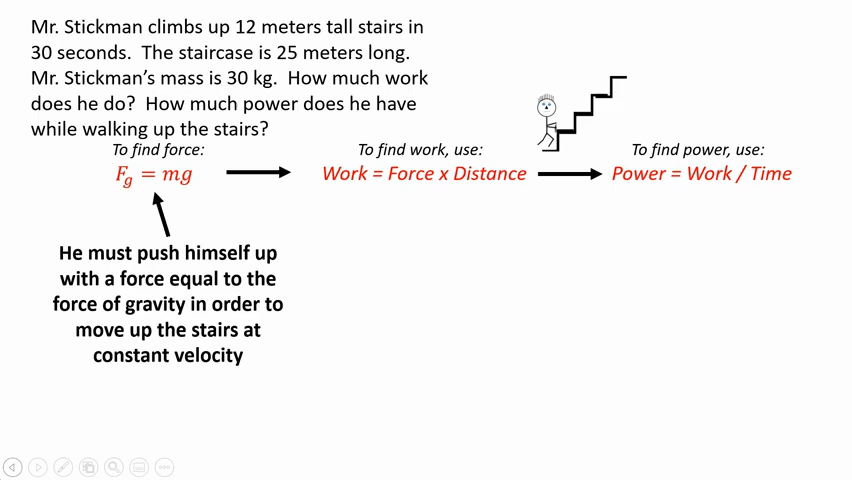 Mr. Stickman climbs up 12 meters tall stairs in
30 seconds.  The staircase is 25 meters long.
Mr. Stickman's mass is 30 kg.  How much work
does he do?  How much power does he have
while walking up the stairs?
To find force:
F_g = mg
To find work, use:
Work = Force x Distance
To find power, use:
Power = Work / Time
He must push himself up
with a force equal to the
force of gravity in order to
move up the stairs at
constant velocity